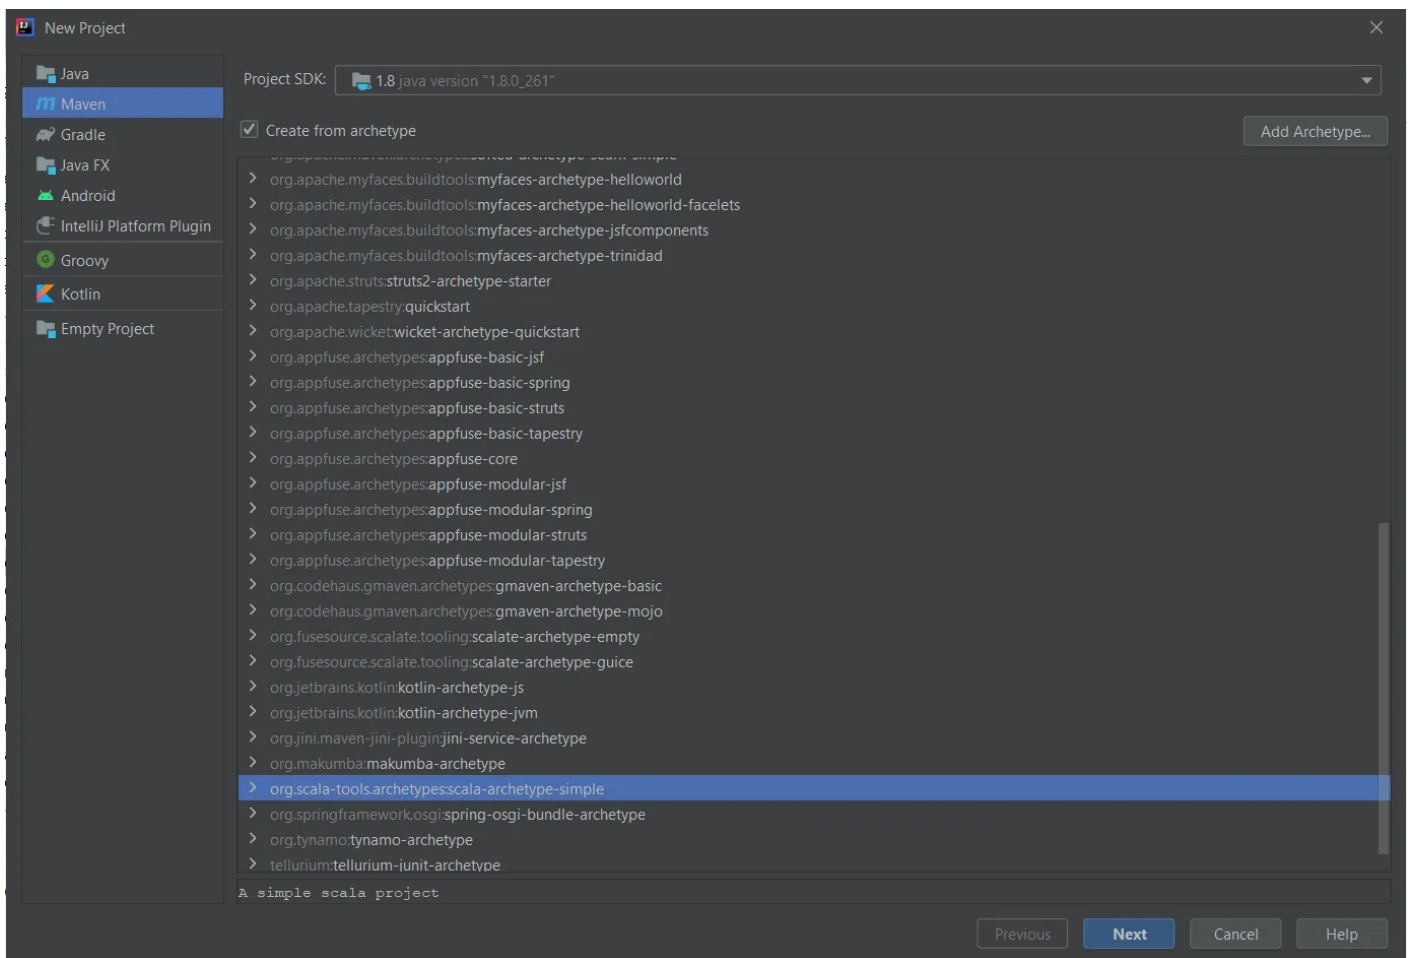 New Project
Java
Maven
Gradle
Java FX
Android
IntelliJ Platform Plugin
Groovy
Kotlin
Empty Project
Project SDK: 1.8 java version "1.8.0_261"
Create from archetype
Add Archetype...
org.apache.maven.archetypes:softed-archetype-seam-simple
org.apache.myfaces.buildtools:myfaces-archetype-helloworld
org.apache.myfaces.buildtools:myfaces-archetype-helloworld-facelets
org.apache.myfaces.buildtools:myfaces-archetype-jsfcomponents
org.apache.myfaces.buildtools:myfaces-archetype-trinidad
org.apache.struts:struts2-archetype-starter
org.apache.tapestry:quickstart
org.apache.wicket:wicket-archetype-quickstart
org.appfuse.archetypes:appfuse-basic-jsf
org.appfuse.archetypes:appfuse-basic-spring
org.appfuse.archetypes:appfuse-basic-struts
org.appfuse.archetypes:appfuse-basic-tapestry
org.appfuse.archetypes:appfuse-core
org.appfuse.archetypes:appfuse-modular-jsf
org.appfuse.archetypes:appfuse-modular-spring
org.appfuse.archetypes:appfuse-modular-struts
org.appfuse.archetypes:appfuse-modular-tapestry
org.codehaus.gmaven.archetypes:gmaven-archetype-basic
org.codehaus.gmaven.archetypes:gmaven-archetype-mojo
org.fusesource.scalate.tooling:scalate-archetype-empty
org.fusesource.scalate.tooling:scalate-archetype-guice
org.jetbrains.kotlin:kotlin-archetype-js
org.jetbrains.kotlin:kotlin-archetype-jvm
org.jini.maven-jini-plugin:jini-service-archetype
org.makumba:makumba-archetype
org.scala-tools.archetypes:scala-archetype-simple
org.springframework.osgi:spring-osgi-bundle-archetype
org.tynamo:tynamo-archetype
tellurium:tellurium-junit-archetype
A simple scala project
Previous
Next
Cancel
Help